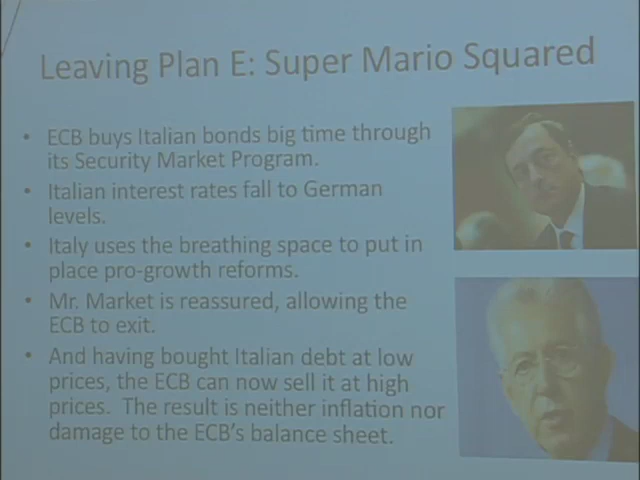 Leaving Plan E: Super Mario Squared
• ECB buys Italian bonds big time through
its Security Market Program.
• Italian interest rates fall to German
levels.
• Italy uses the breathing space to put in
place pro-growth reforms.
• Mr. Market is reassured, allowing the
ECB to exit.
• And having bought Italian debt at low
prices, the ECB can now sell it at high
prices. The result is neither inflation nor
damage to the ECB's balance sheet.